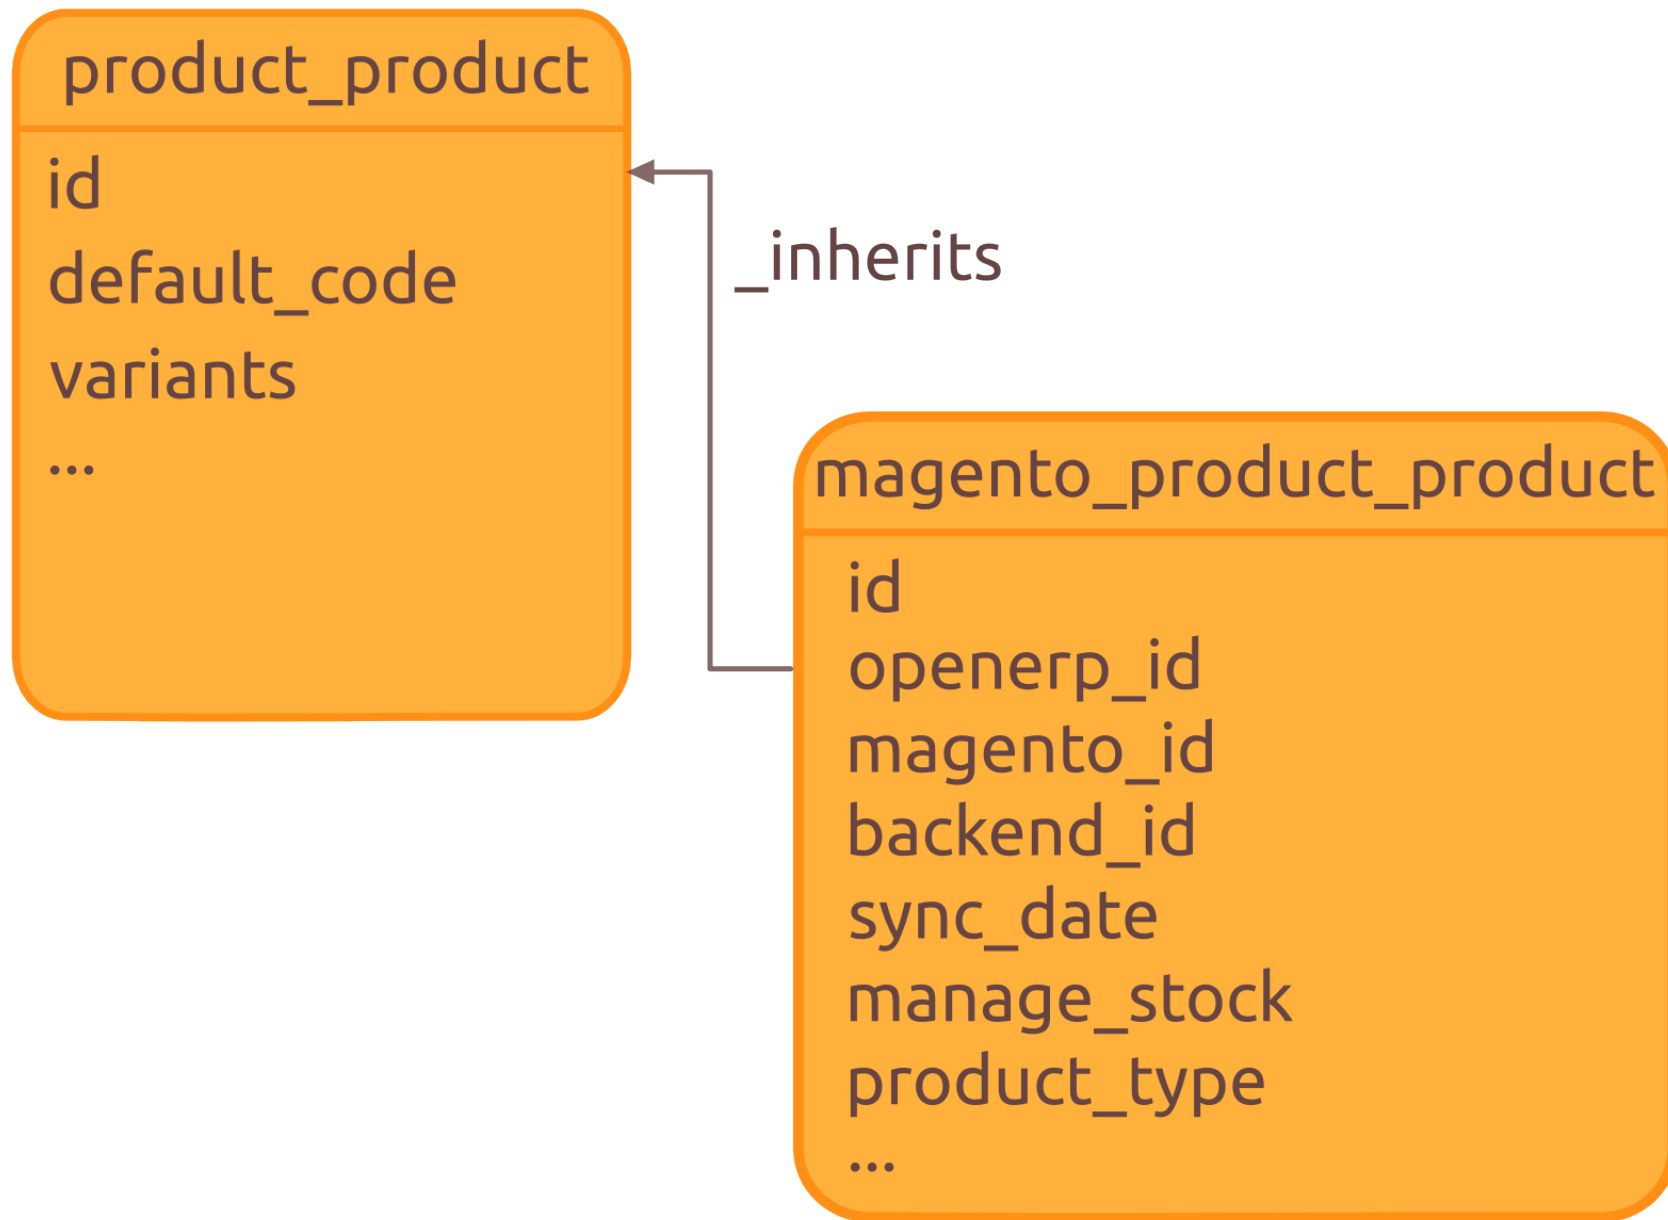 product_product
id
default_code
variants
...
_inherits
magento_product_product
id
openerp_id
magento_id
backend_id
sync_date
manage_stock
product_type
...